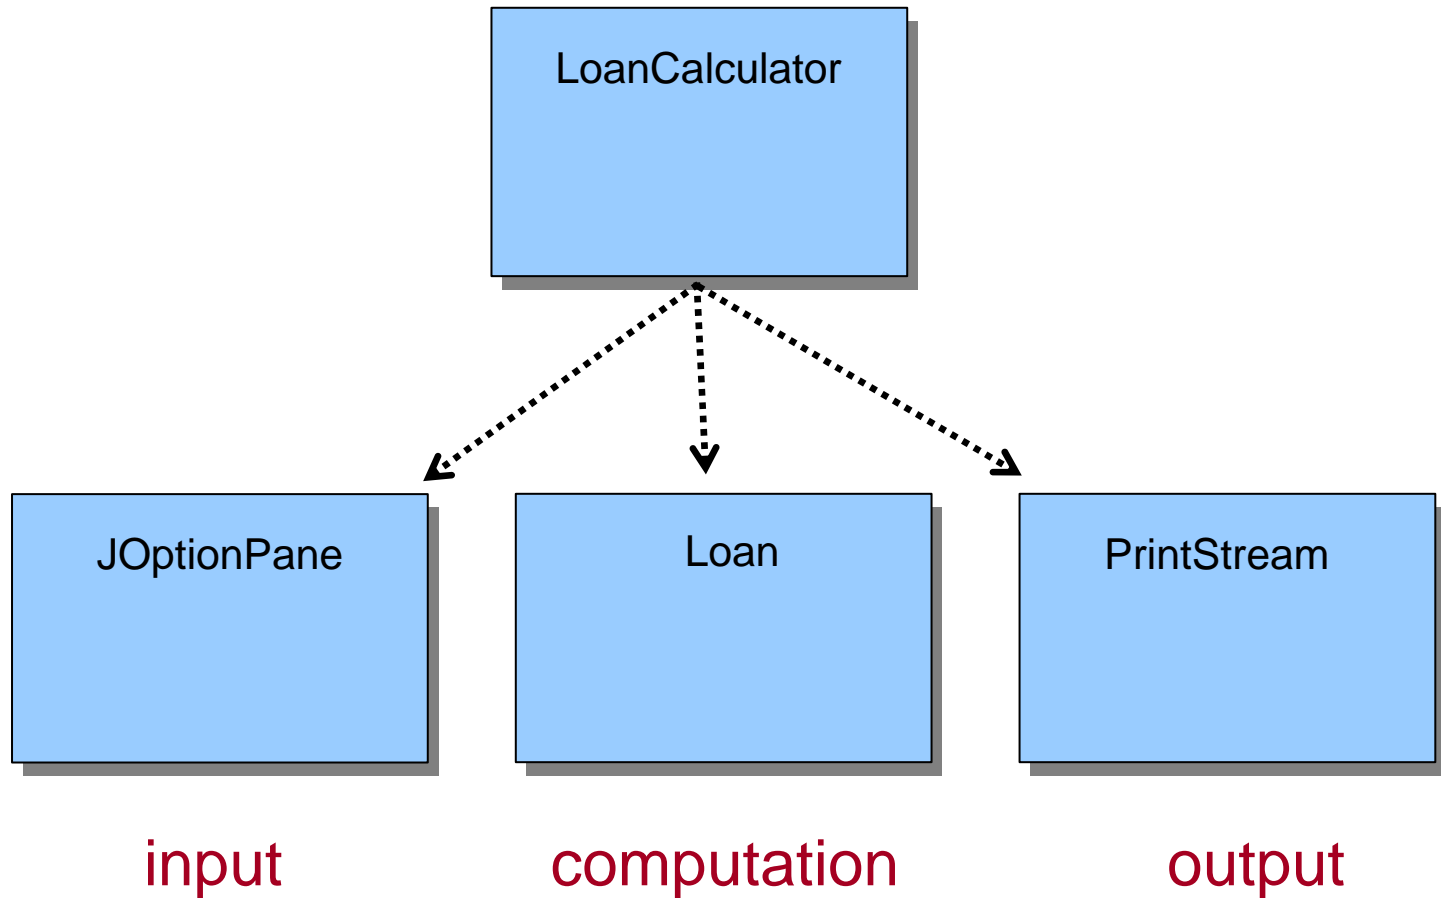 LoanCalculator
JOptionPane
Loan
PrintStream
input
computation
output